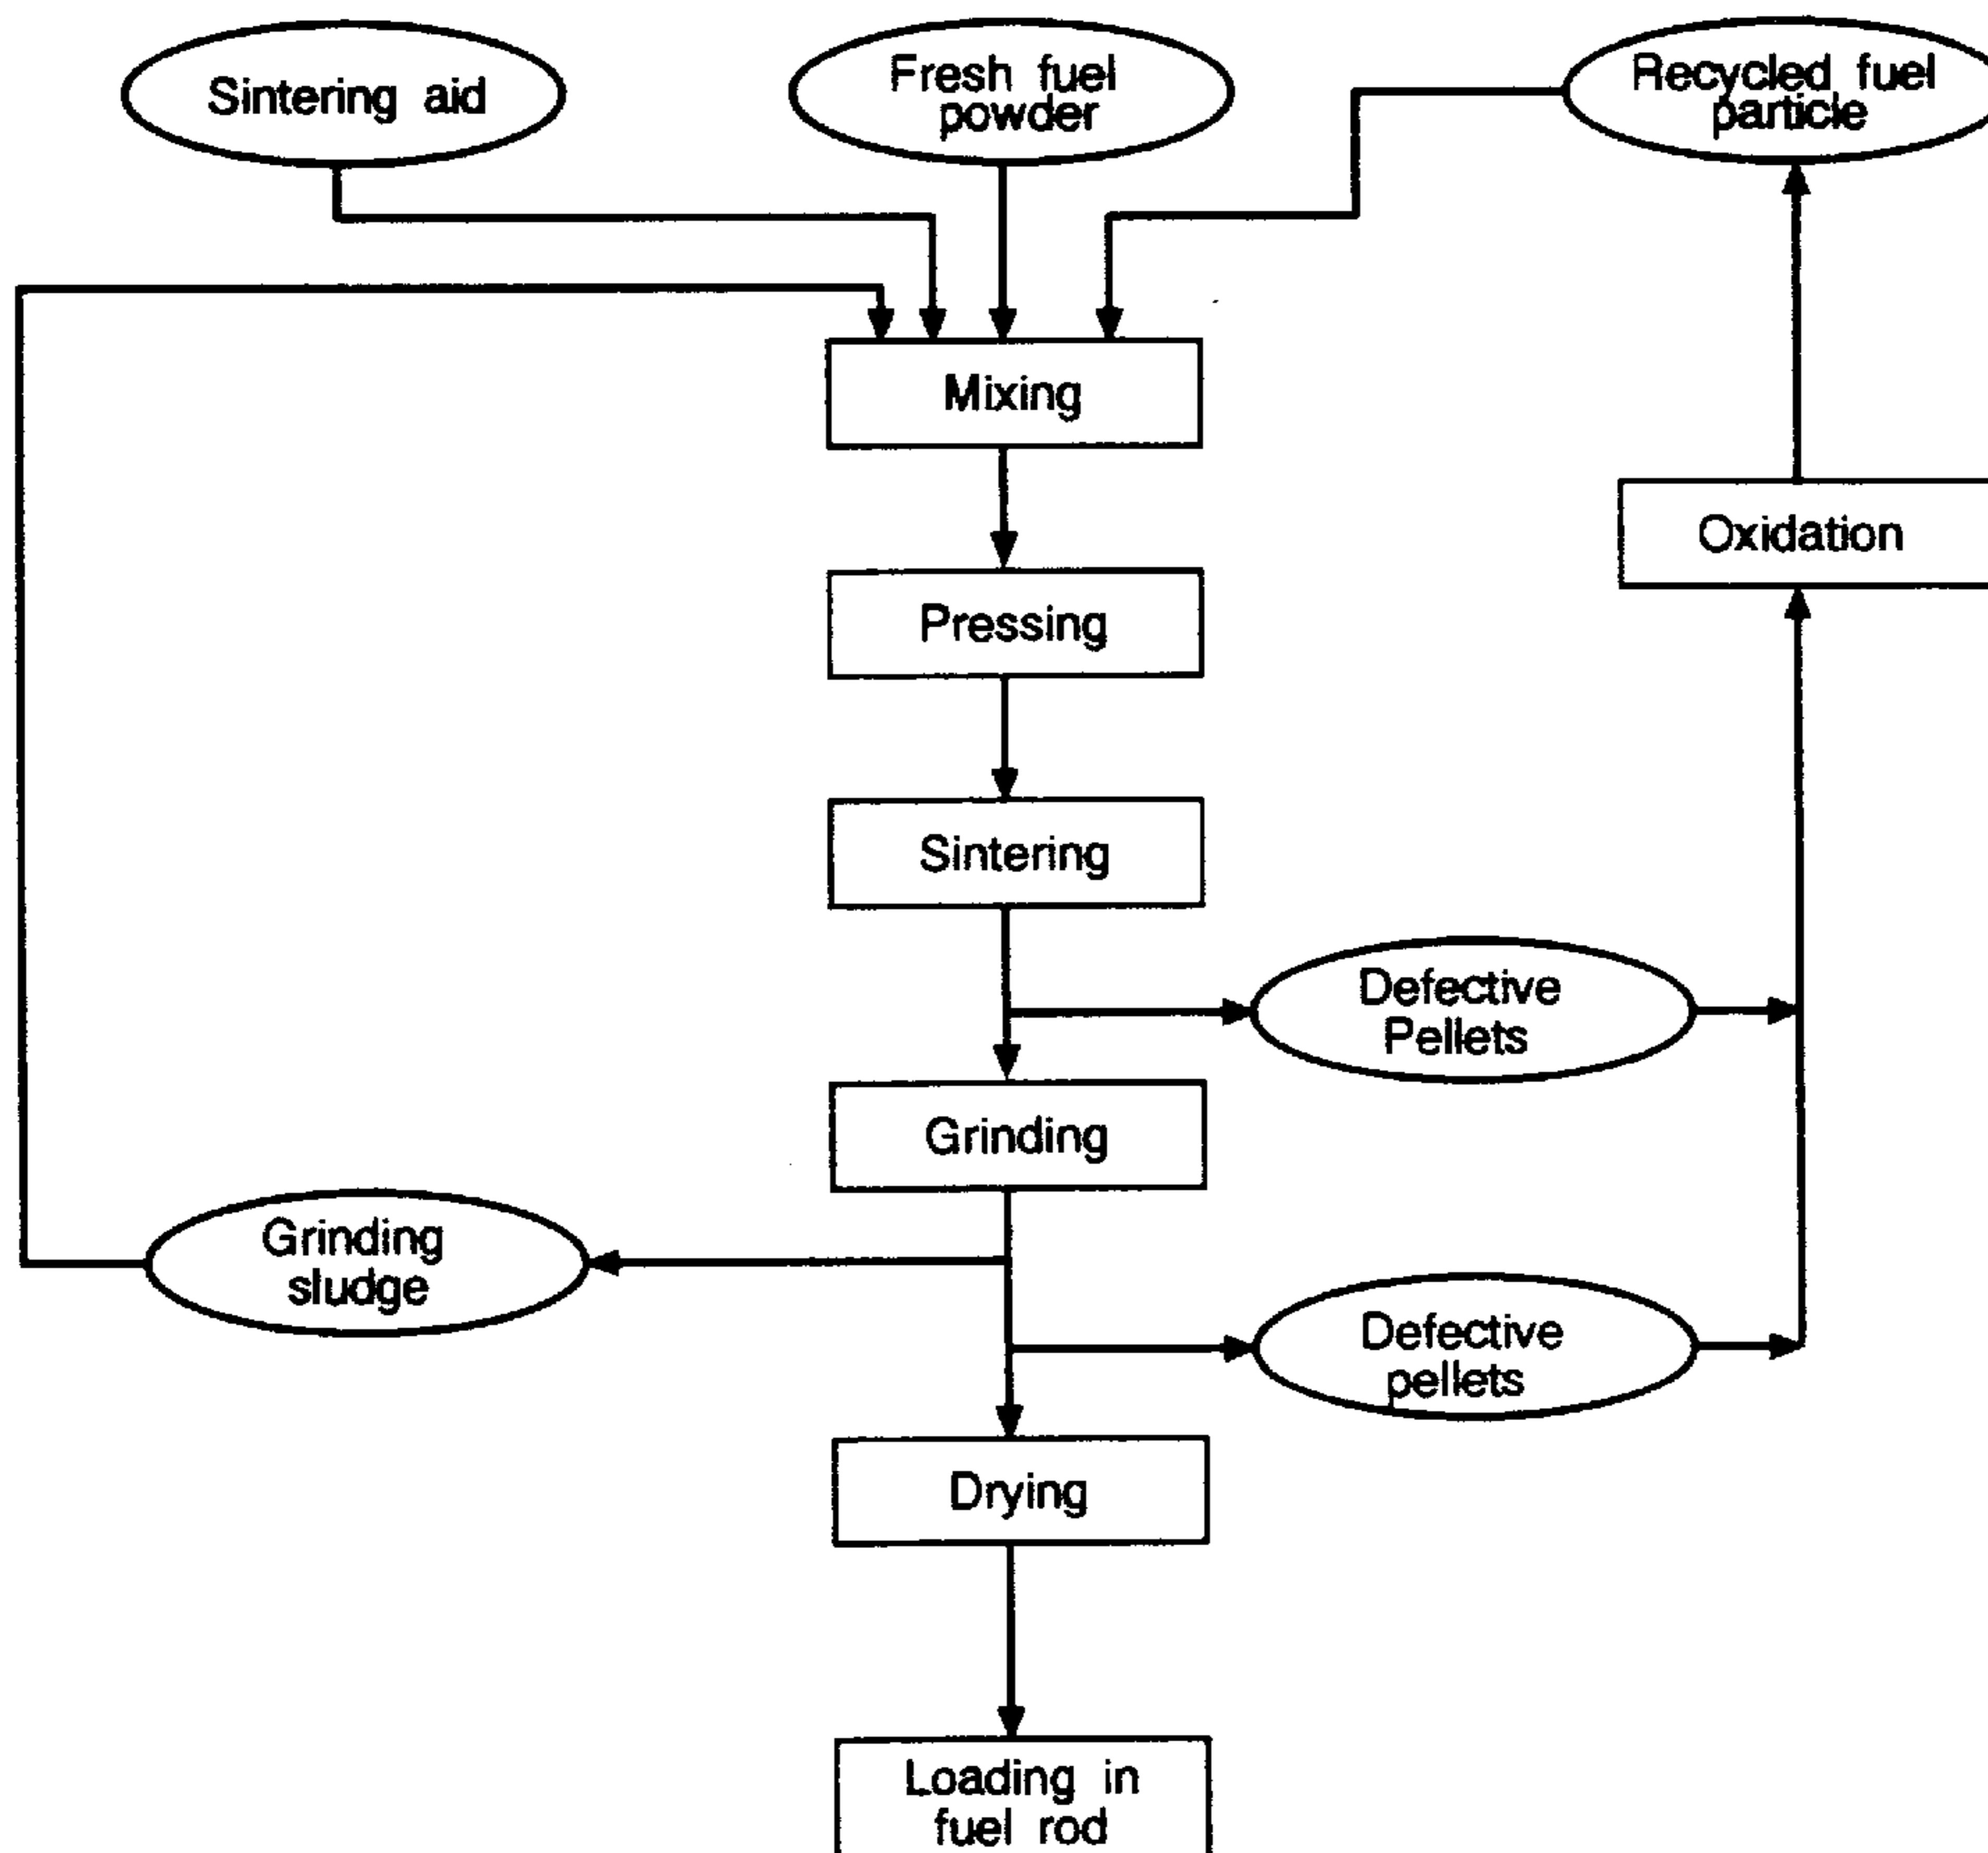 Sintering aid
Fresh fuel
powder
Recycled fuel
particle
Mixing
Oxidation
Pressing
Sintering
Defective
Pellets
Grinding
Grinding
sludge
Defective
pellets
Drying
Loading in
fuel rod